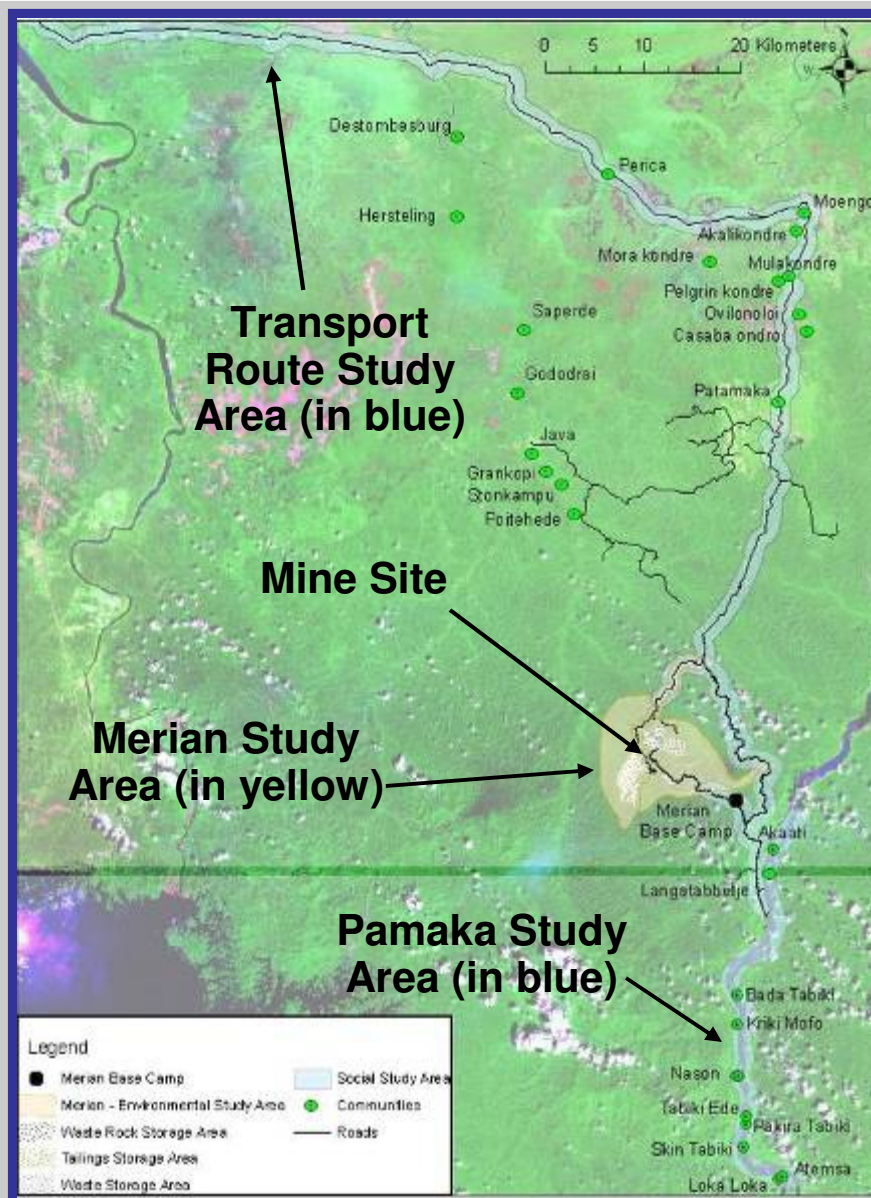 0 5 10 20 Kilometers
W
Destombesburg
Perica
Hersteling
Moengo
Akalikondre
Mora kondre
Mulakondre
Pelgrin kondre
Ovilonoloi
Casaba ondro
Transport
Route Study
Area (in blue)
Saperde
Gododrai
Patamaka
Java
Grankopi
Stonkampu
Poitehede
Mine Site
Merian Study
Area (in yellow)
Merian
Base Camp
Akaati
Langatabbetje
Pamaka Study
Area (in blue)
Bada Tabiki
Kriki Mofo
Nason
Tabiki Ede
Pakira Tabiki
Skin Tabiki
Atemsa
Loka Loka
Legend
Merian Base Camp
Merian - Environmental Study Area
Waste Rock Storage Area
Tailings Storage Area
Waste Storage Area
Social Study Area
Communities
Roads